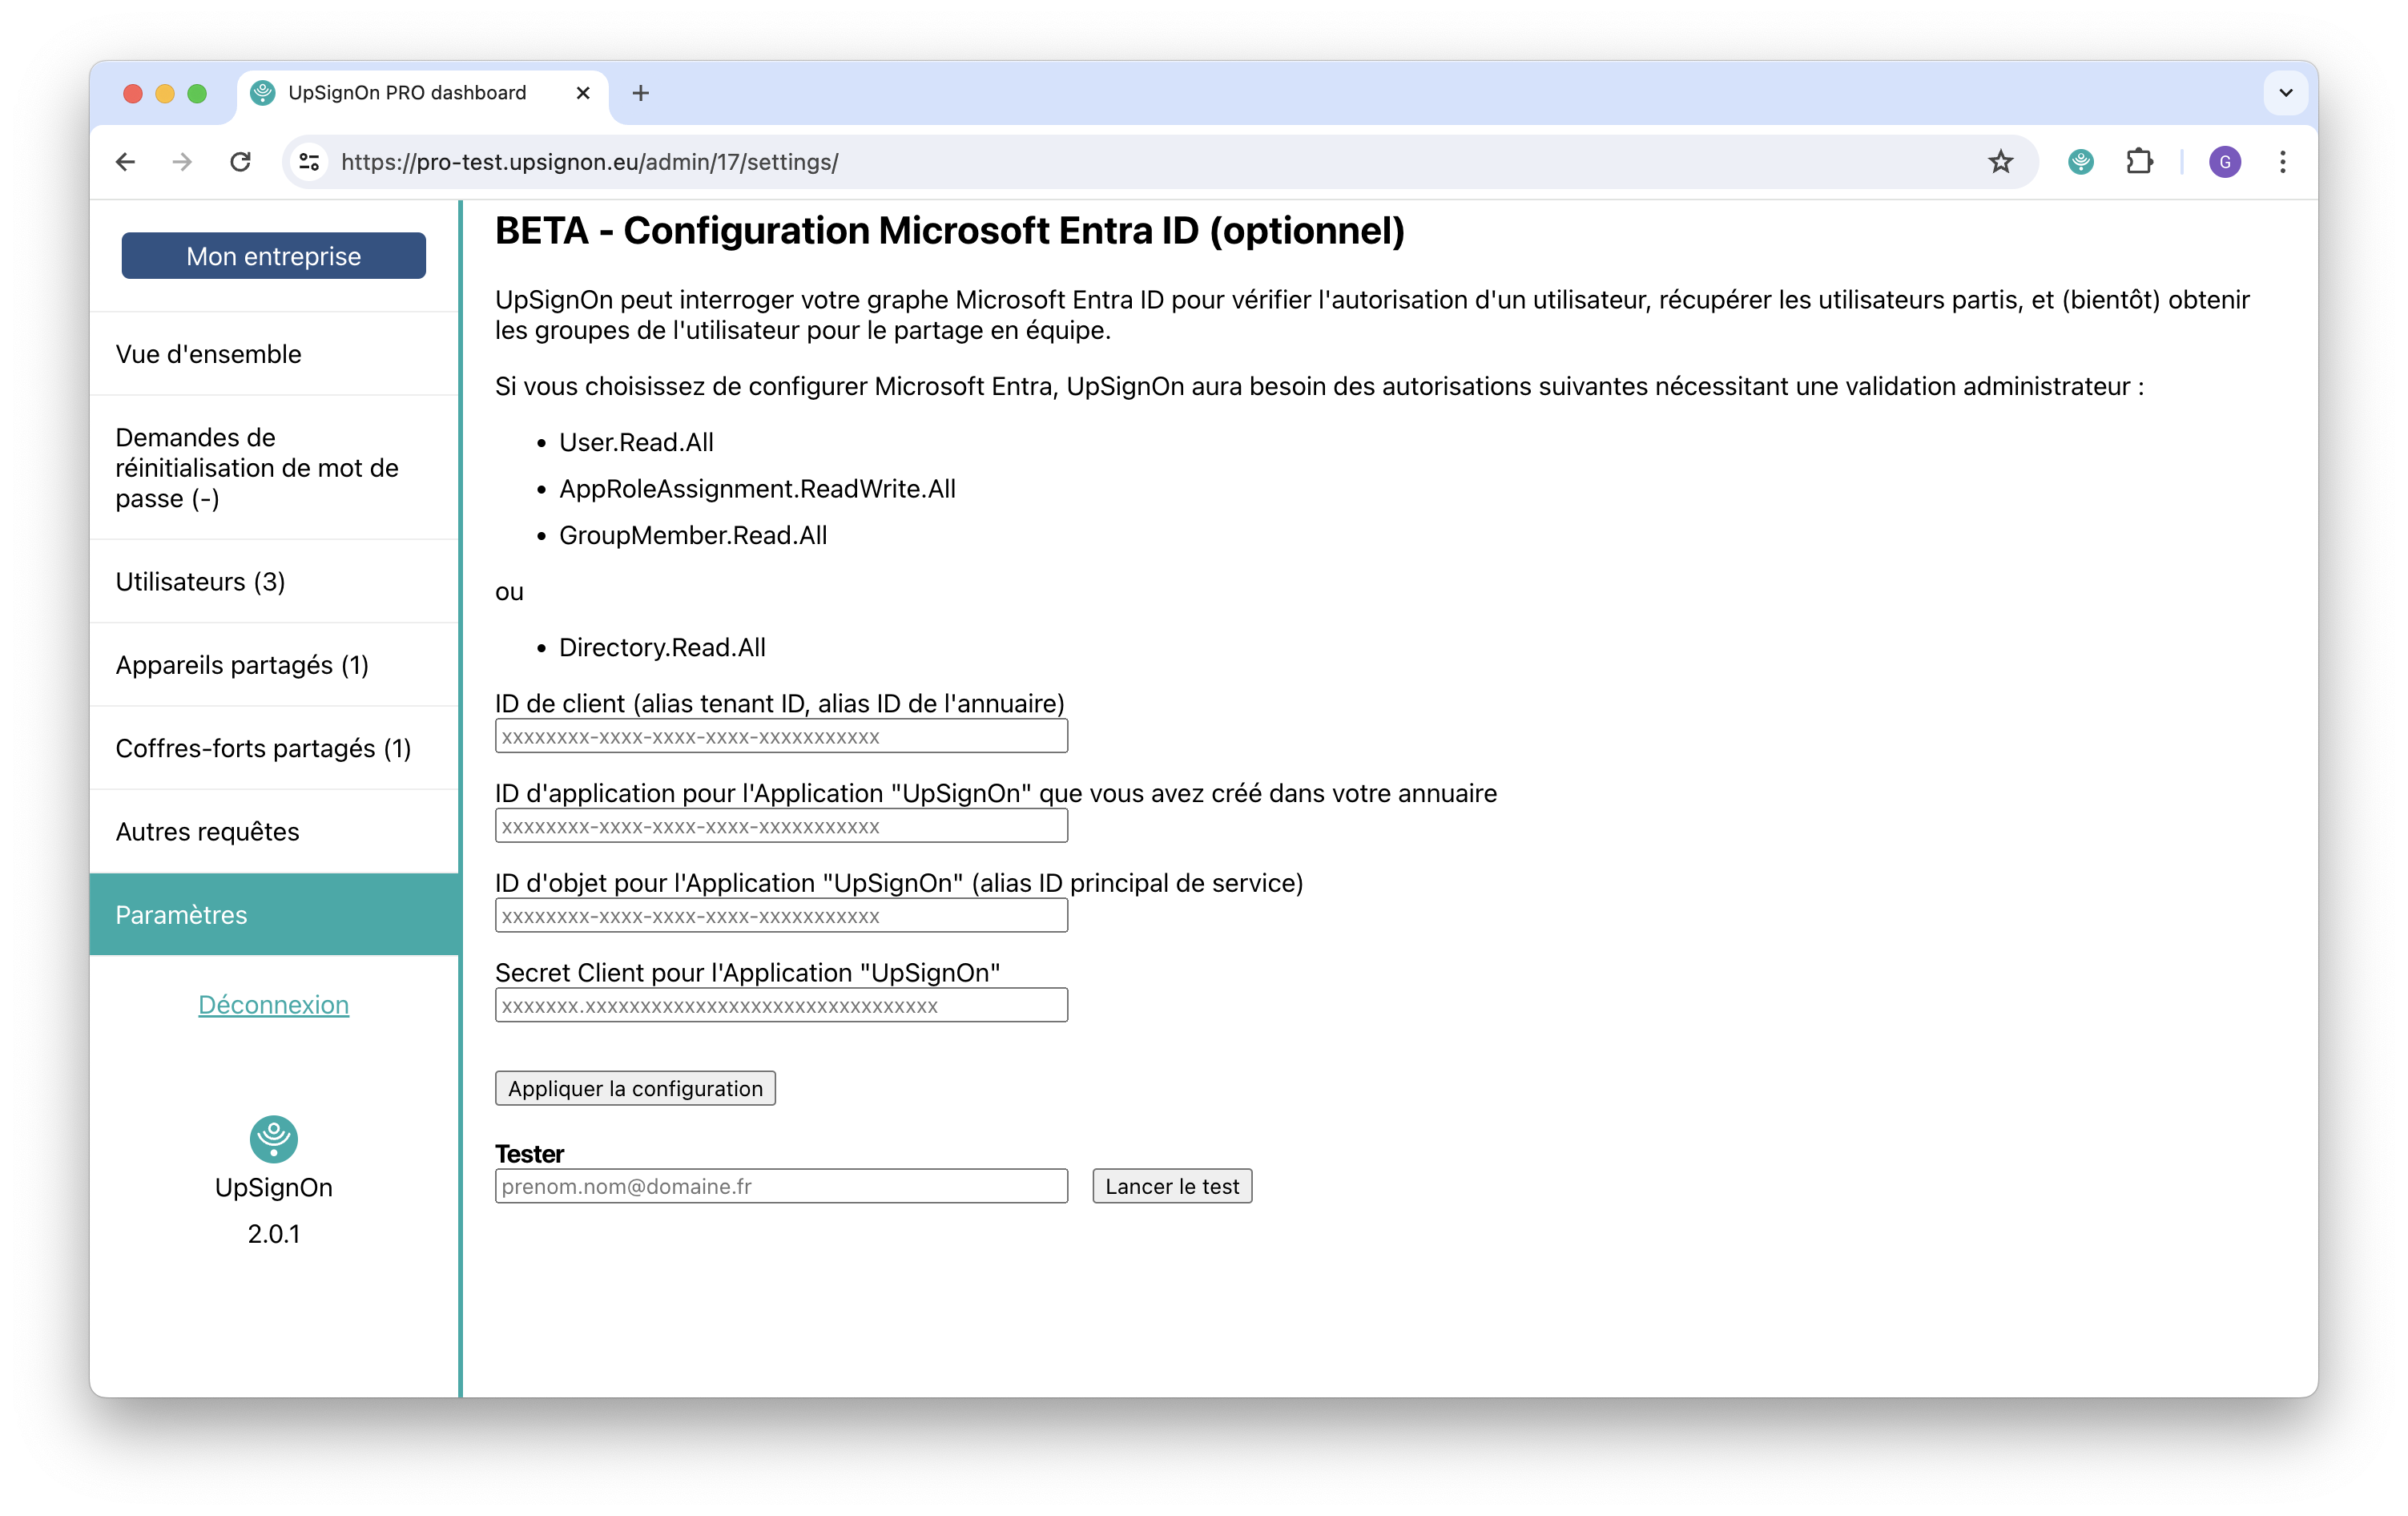 UpSignOn PRO dashboard
https://pro-test.upsignon.eu/admin/17/settings/
G
Mon entreprise
Vue d'ensemble
Demandes de
réinitialisation de mot de
passe (-)
Utilisateurs (3)
Appareils partagés (1)
Coffres-forts partagés (1)
Autres requêtes
Paramètres
Déconnexion
UpSignOn
2.0.1
BETA - Configuration Microsoft Entra ID (optionnel)
UpSignOn peut interroger votre graphe Microsoft Entra ID pour vérifier l'autorisation d'un utilisateur, récupérer les utilisateurs partis, et (bientôt) obtenir
les groupes de l'utilisateur pour le partage en équipe.
Si vous choisissez de configurer Microsoft Entra, UpSignOn aura besoin des autorisations suivantes nécessitant une validation administrateur :
• User.Read.All
• AppRoleAssignment.ReadWrite.All
• GroupMember.Read.All
ou
• Directory.Read.All
ID de client (alias tenant ID, alias ID de l'annuaire)
xxxxxxxx-xxxx-xxxx-xxxx-xxxxxxxxxxx
ID d'application pour l'Application "UpSignOn" que vous avez créé dans votre annuaire
xxxxxxxx-xxxx-xxxx-xxxx-xxxxxxxxxxx
ID d'objet pour l'Application "UpSignOn" (alias ID principal de service)
xxxxxxxx-xxxx-xxxx-xxxx-xxxxxxxxxxx
Secret Client pour l'Application "UpSignOn"
xxxxxxx.xxxxxxxxxxxxxxxxxxxxxxxxxxxxxxxx
Appliquer la configuration
Tester
prenom.nom@domaine.fr
Lancer le test